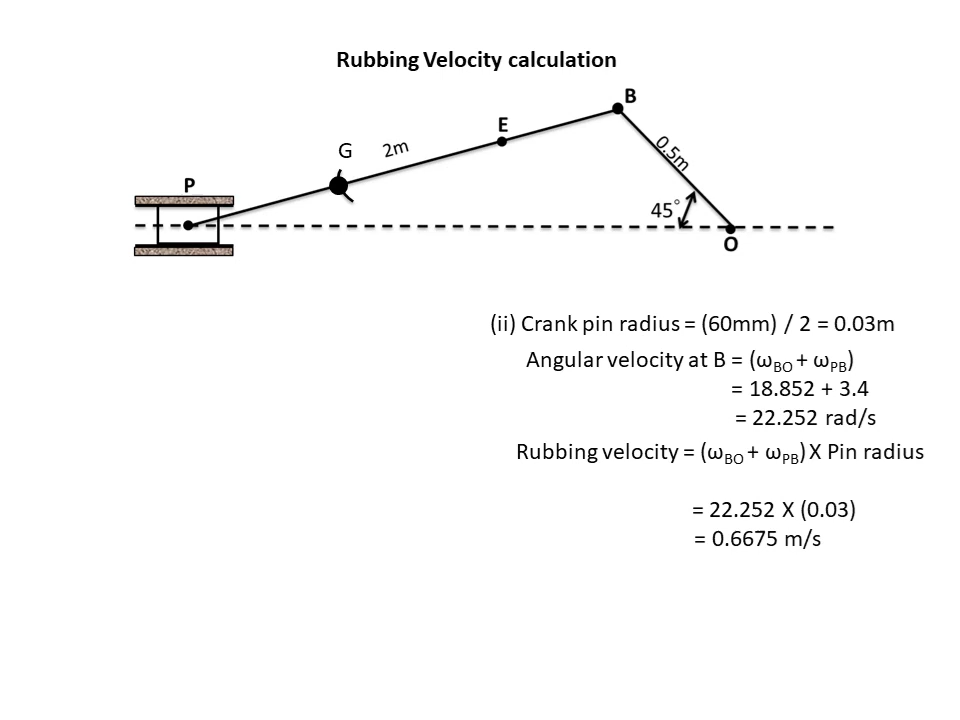 Rubbing Velocity calculation
B
E
G
2m
0.5m
P
45°
O
(ii) Crank pin radius = (60mm) / 2 = 0.03m
Angular velocity at B = (ωBO + ωPB)
= 18.852 + 3.4
= 22.252 rad/s
Rubbing velocity = (ωBO + ωPB) X Pin radius
= 22.252 X (0.03)
= 0.6675 m/s